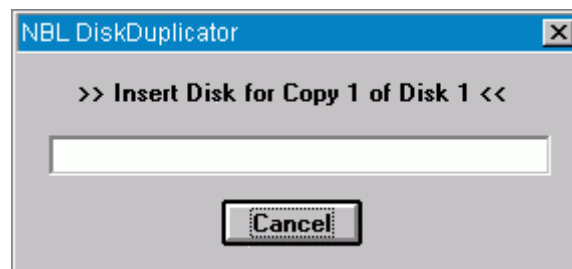 NBL DiskDuplicator
>> Insert Disk for Copy 1 of Disk 1 <<
Cancel